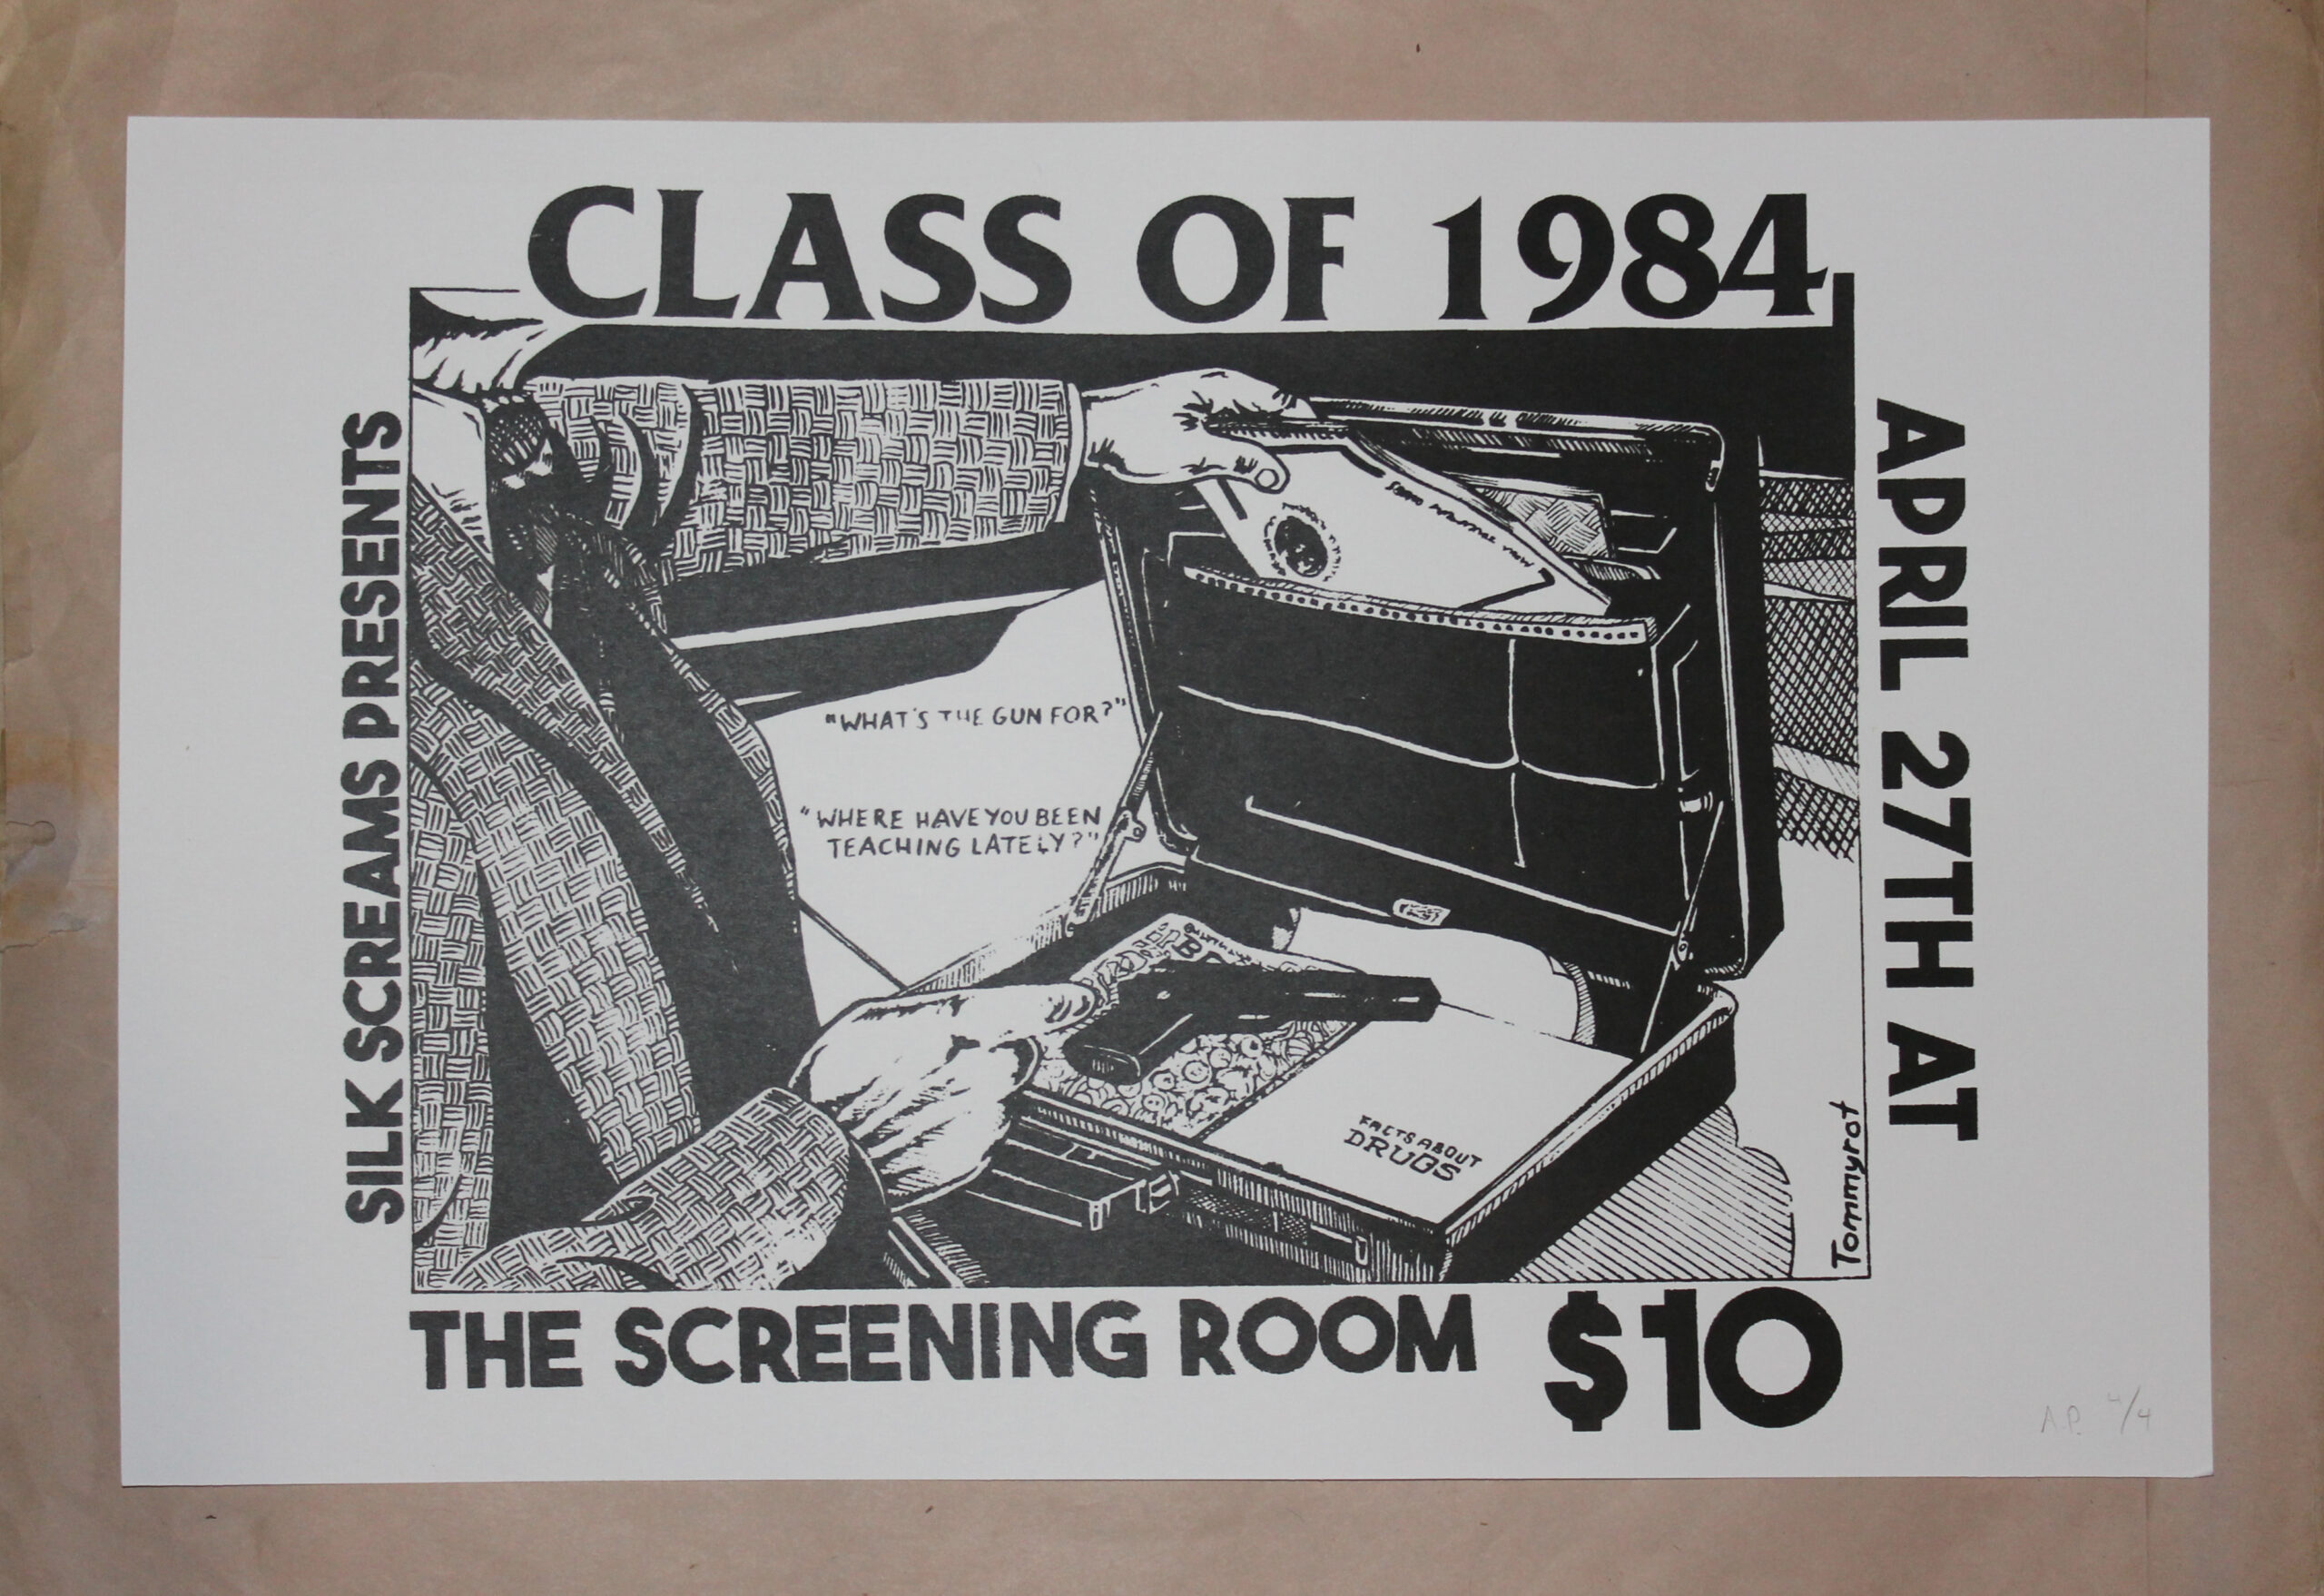 CLASS OF 1984
SILK SCREAMS PRESENTS
APRIL 27TH AT
"WHAT'S THE GUN FOR?"
"WHERE HAVE YOU BEEN
TEACHING LATELY?"
FACTS ABOUT
DRUGS
Tommyrot
THE SCREENING ROOM $10
A.P. 4/4